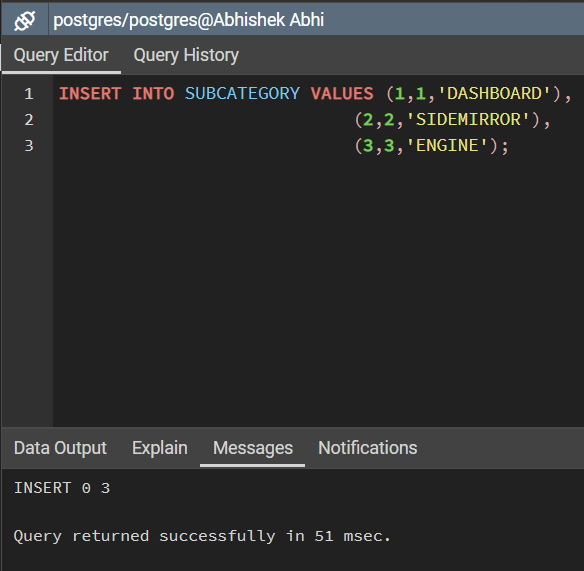 postgres/postgres@Abhishek Abhi
Query Editor Query History
1 INSERT INTO SUBCATEGORY VALUES (1,1,'DASHBOARD'),
2 (2,2,'SIDEMIRROR'),
3 (3,3,'ENGINE');
Data Output Explain Messages Notifications
INSERT 0 3
Query returned successfully in 51 msec.